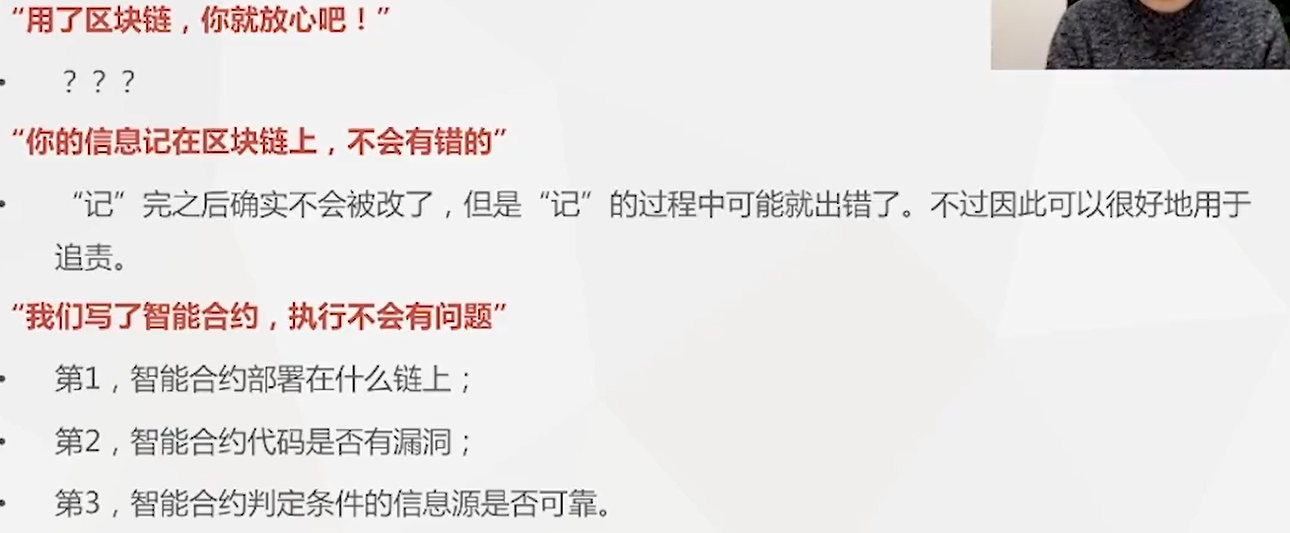 “用了区块链，你就放心吧！”
• ？？？
“你的信息记在区块链上，不会有错的”
• “记”完之后确实不会被改了，但是“记”的过程中可能就出错了。不过因此可以很好地用于
追责。
“我们写了智能合约，执行不会有问题”
• 第1，智能合约部署在什么链上；
• 第2，智能合约代码是否有漏洞；
• 第3，智能合约判定条件的信息源是否可靠。